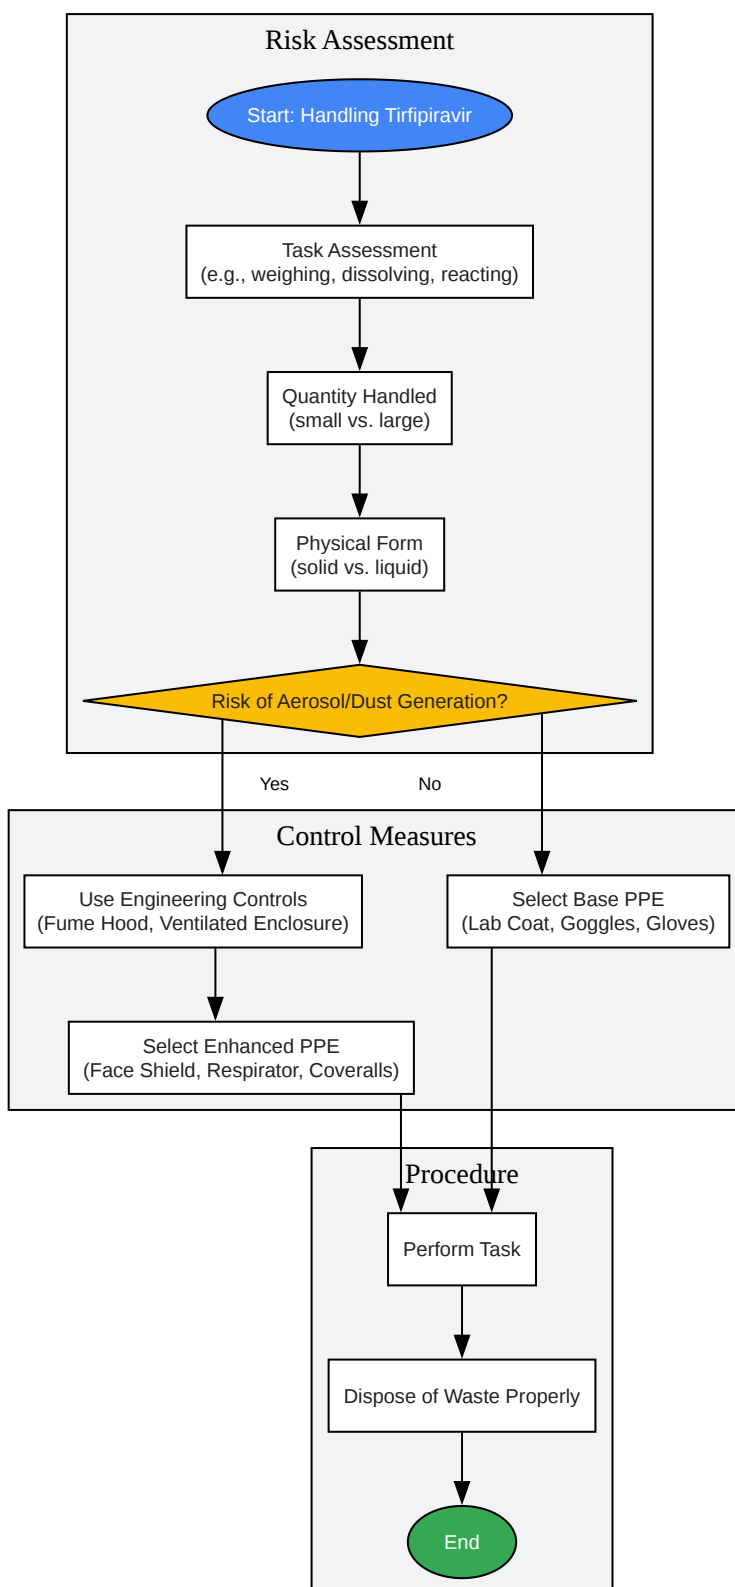 Risk Assessment
Start: Handling Tirfipiravir
Task Assessment
(e.g., weighing, dissolving, reacting)
Quantity Handled
(small vs. large)
Physical Form
(solid vs. liquid)
Risk of Aerosol/Dust Generation?
Yes
No
Control Measures
Use Engineering Controls
(Fume Hood, Ventilated Enclosure)
Select Base PPE
(Lab Coat, Goggles, Gloves)
Select Enhanced PPE
(Face Shield, Respirator, Coveralls)
Procedure
Perform Task
Dispose of Waste Properly
End